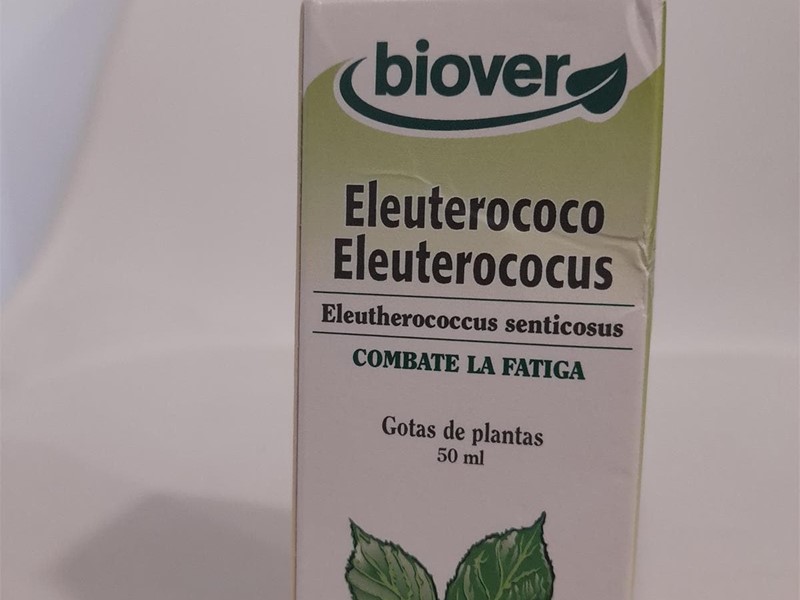 biover
Eleuterococo
Eleuterococus
Eleutherococcus senticosus
COMBATE LA FATIGA
Gotas de plantas
50 ml